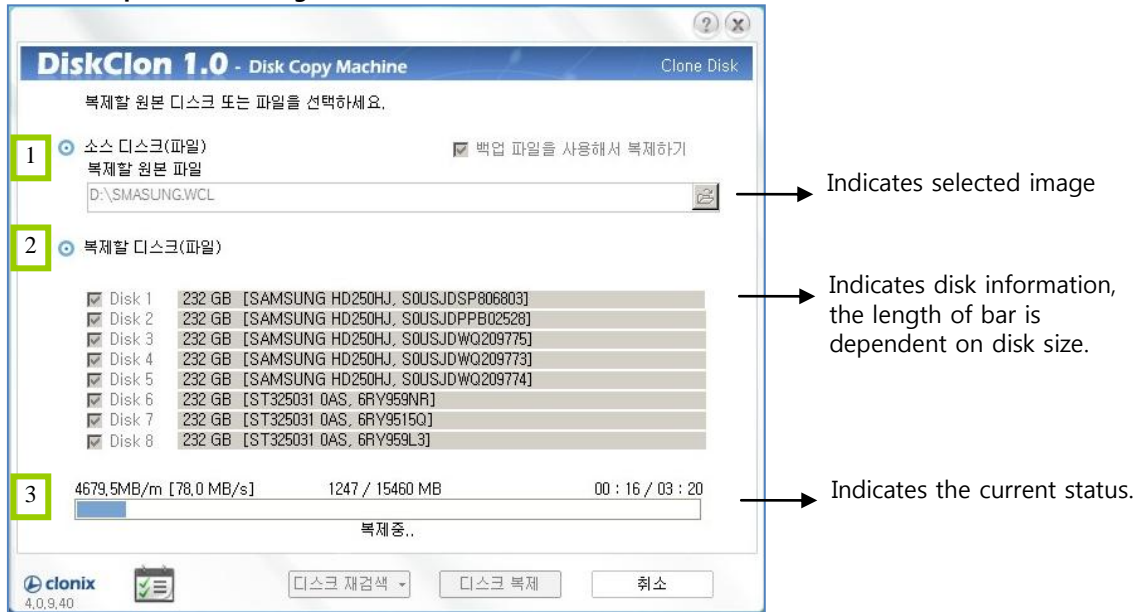 DiskClon 1.0 - Disk Copy Machine Clone Disk
복제할 원본 디스크 또는 파일을 선택하세요.
1 소스 디스크(파일) 백업 파일을 사용해서 복제하기
복제할 원본 파일
D:\SMASUNG.WCL
Indicates selected image
2 복제할 디스크(파일)
Disk 1 232 GB [SAMSUNG HD250HJ, S0USJDSP806803]
Disk 2 232 GB [SAMSUNG HD250HJ, S0USJDPPB02528]
Disk 3 232 GB [SAMSUNG HD250HJ, S0USJDWQ209775]
Disk 4 232 GB [SAMSUNG HD250HJ, S0USJDWQ209773]
Disk 5 232 GB [SAMSUNG HD250HJ, S0USJDWQ209774]
Disk 6 232 GB [ST325031 0AS, 6RY959NR]
Disk 7 232 GB [ST325031 0AS, 6RY9515Q]
Disk 8 232 GB [ST325031 0AS, 6RY959L3]
Indicates disk information,
the length of bar is
dependent on disk size.
3 4679,5MB/m [78,0 MB/s] 1247 / 15460 MB 00 : 16 / 03 : 20
복제중..
Indicates the current status.
clonix
4,0,9,40
디스크 재검색 디스크 복제 취소